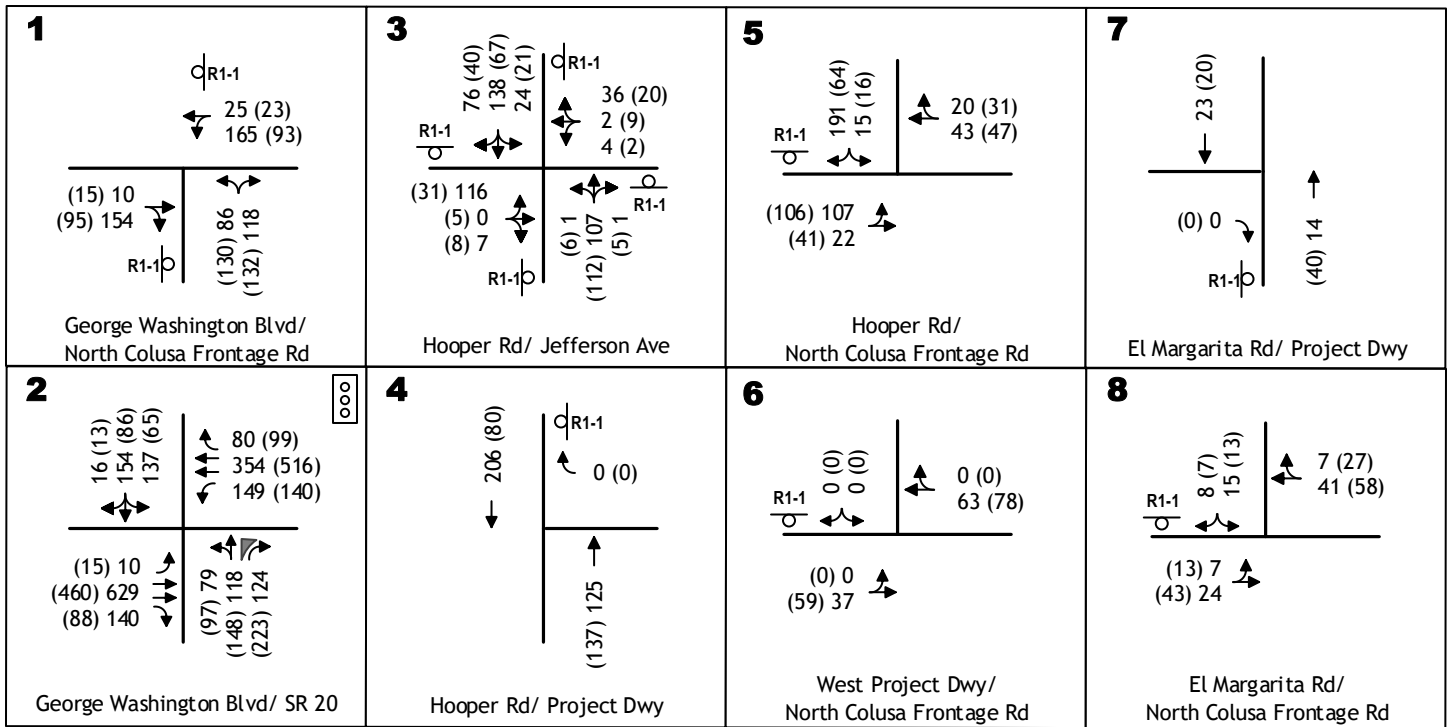 1
R1-1
25 (23)
165 (93)
(15) 10
(95) 154
(130) 86
(132) 118
R1-1
George Washington Blvd/
North Colusa Frontage Rd
3
76 (40)
138 (67)
24 (21)
R1-1
36 (20)
2 (9)
4 (2)
R1-1
(31) 116
(5) 0
(8) 7
(6) 1
(112) 107
(5) 1
R1-1
R1-1
Hooper Rd/ Jefferson Ave
5
191 (64)
15 (16)
20 (31)
43 (47)
R1-1
(106) 107
(41) 22
Hooper Rd/
North Colusa Frontage Rd
7
23 (20)
(0) 0
(40) 14
R1-1
El Margarita Rd/ Project Dwy
2
16 (13)
154 (86)
137 (65)
80 (99)
354 (516)
149 (140)
(15) 10
(460) 629
(88) 140
(97) 79
(148) 118
(223) 124
George Washington Blvd/ SR 20
4
206 (80)
R1-1
0 (0)
(137) 125
Hooper Rd/ Project Dwy
6
0 (0)
0 (0)
0 (0)
63 (78)
R1-1
(0) 0
(59) 37
West Project Dwy/
North Colusa Frontage Rd
8
8 (7)
15 (13)
7 (27)
41 (58)
R1-1
(13) 7
(43) 24
El Margarita Rd/
North Colusa Frontage Rd